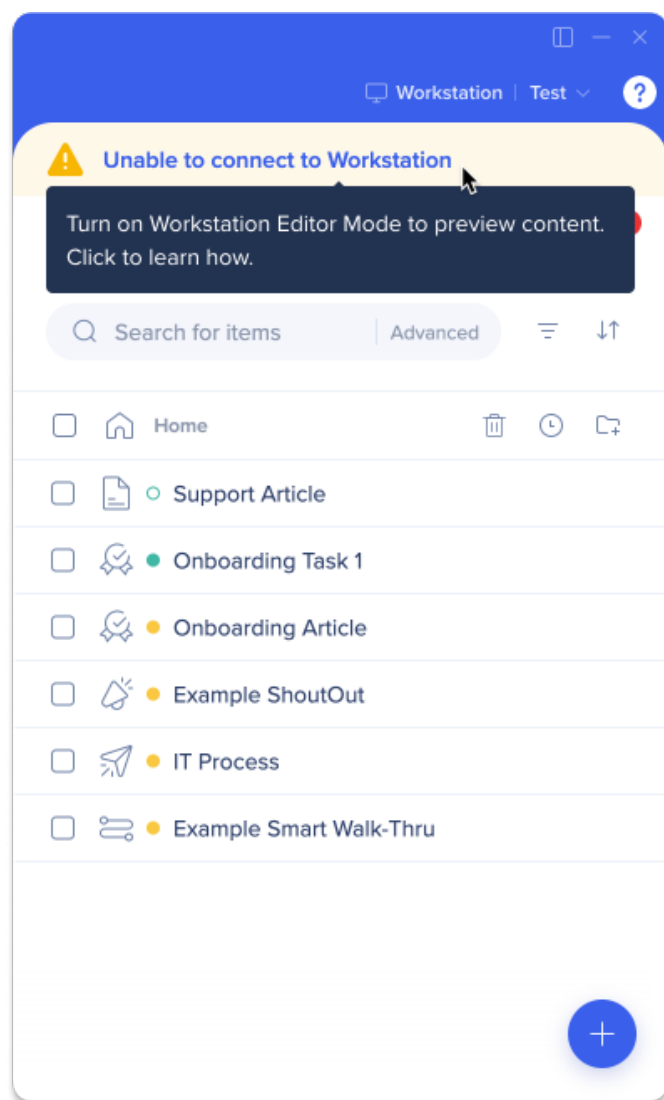 Workstation | Test
?
Unable to connect to Workstation
Turn on Workstation Editor Mode to preview content.
Click to learn how.
Search for items
Advanced
Home
Support Article
Onboarding Task 1
Onboarding Article
Example ShoutOut
IT Process
Example Smart Walk-Thru